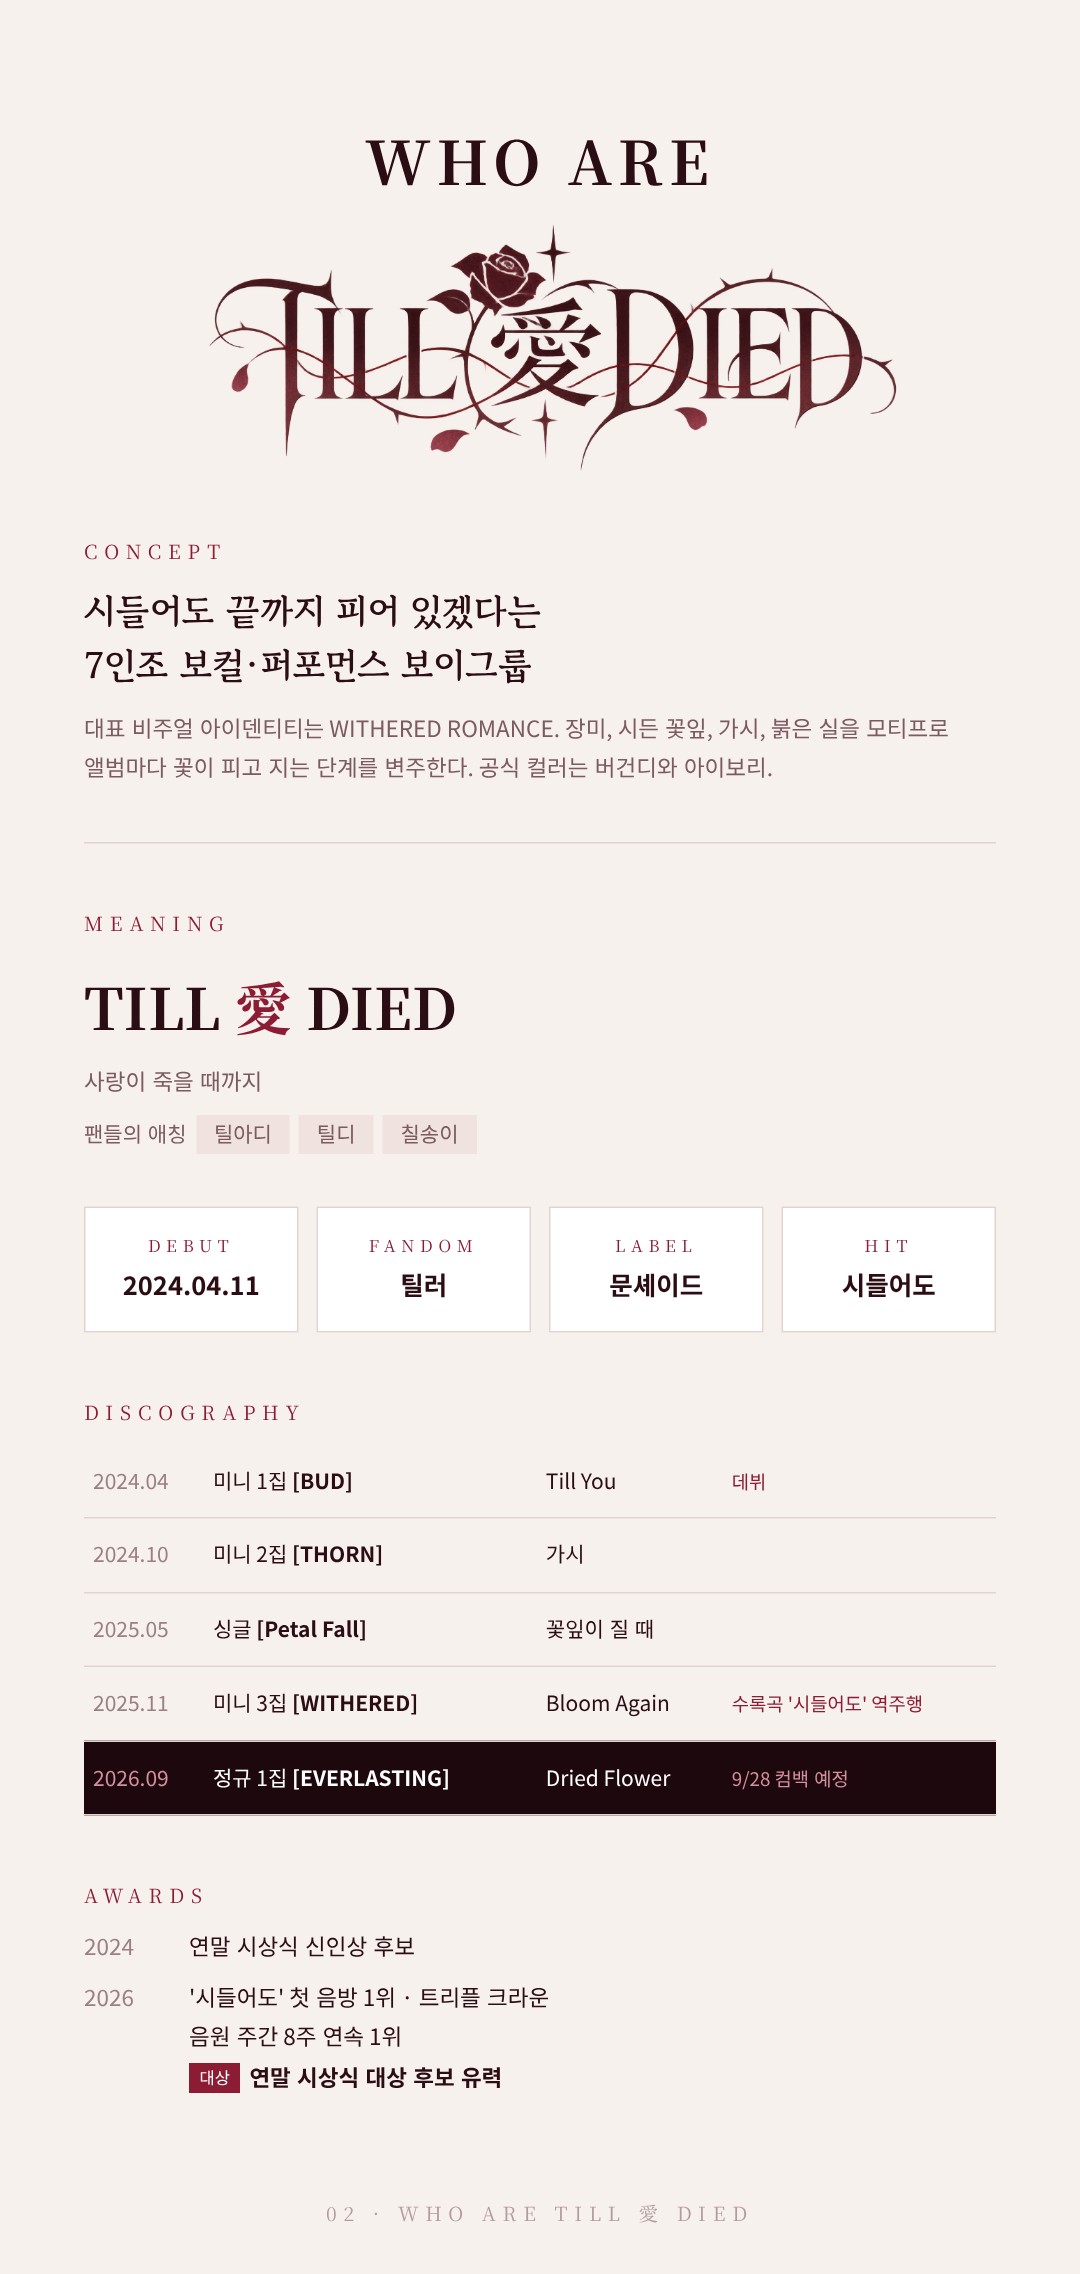 WHO ARE
TILL 愛 DIED
CONCEPT
시들어도 끝까지 피어 있겠다는
7인조 보컬·퍼포먼스 보이그룹
대표 비주얼 아이덴티티는 WITHERED ROMANCE. 장미, 시든 꽃잎, 가시, 붉은 실을 모티프로
앨범마다 꽃이 피고 지는 단계를 변주한다. 공식 컬러는 버건디와 아이보리.
MEANING
TILL 愛 DIED
사랑이 죽을 때까지
팬들의 애칭 틸아디 틸디 칠송이
DEBUT
2024.04.11
FANDOM
틸러
LABEL
문셰이드
HIT
시들어도
DISCOGRAPHY
2024.04 미니 1집 [BUD] Till You 데뷔
2024.10 미니 2집 [THORN] 가시
2025.05 싱글 [Petal Fall] 꽃잎이 질 때
2025.11 미니 3집 [WITHERED] Bloom Again 수록곡 '시들어도' 역주행
2026.09 정규 1집 [EVERLASTING] Dried Flower 9/28 컴백 예정
AWARDS
2024 연말 시상식 신인상 후보
2026 '시들어도' 첫 음방 1위 · 트리플 크라운
음원 주간 8주 연속 1위
대상 연말 시상식 대상 후보 유력
02 · WHO ARE TILL 愛 DIED